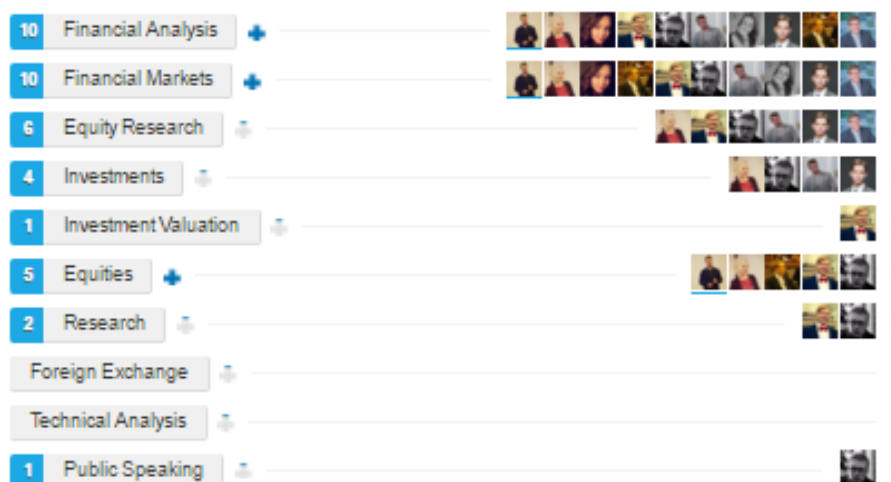 10 Financial Analysis
10 Financial Markets
6 Equity Research
4 Investments
1 Investment Valuation
5 Equities
2 Research
Foreign Exchange
Technical Analysis
1 Public Speaking